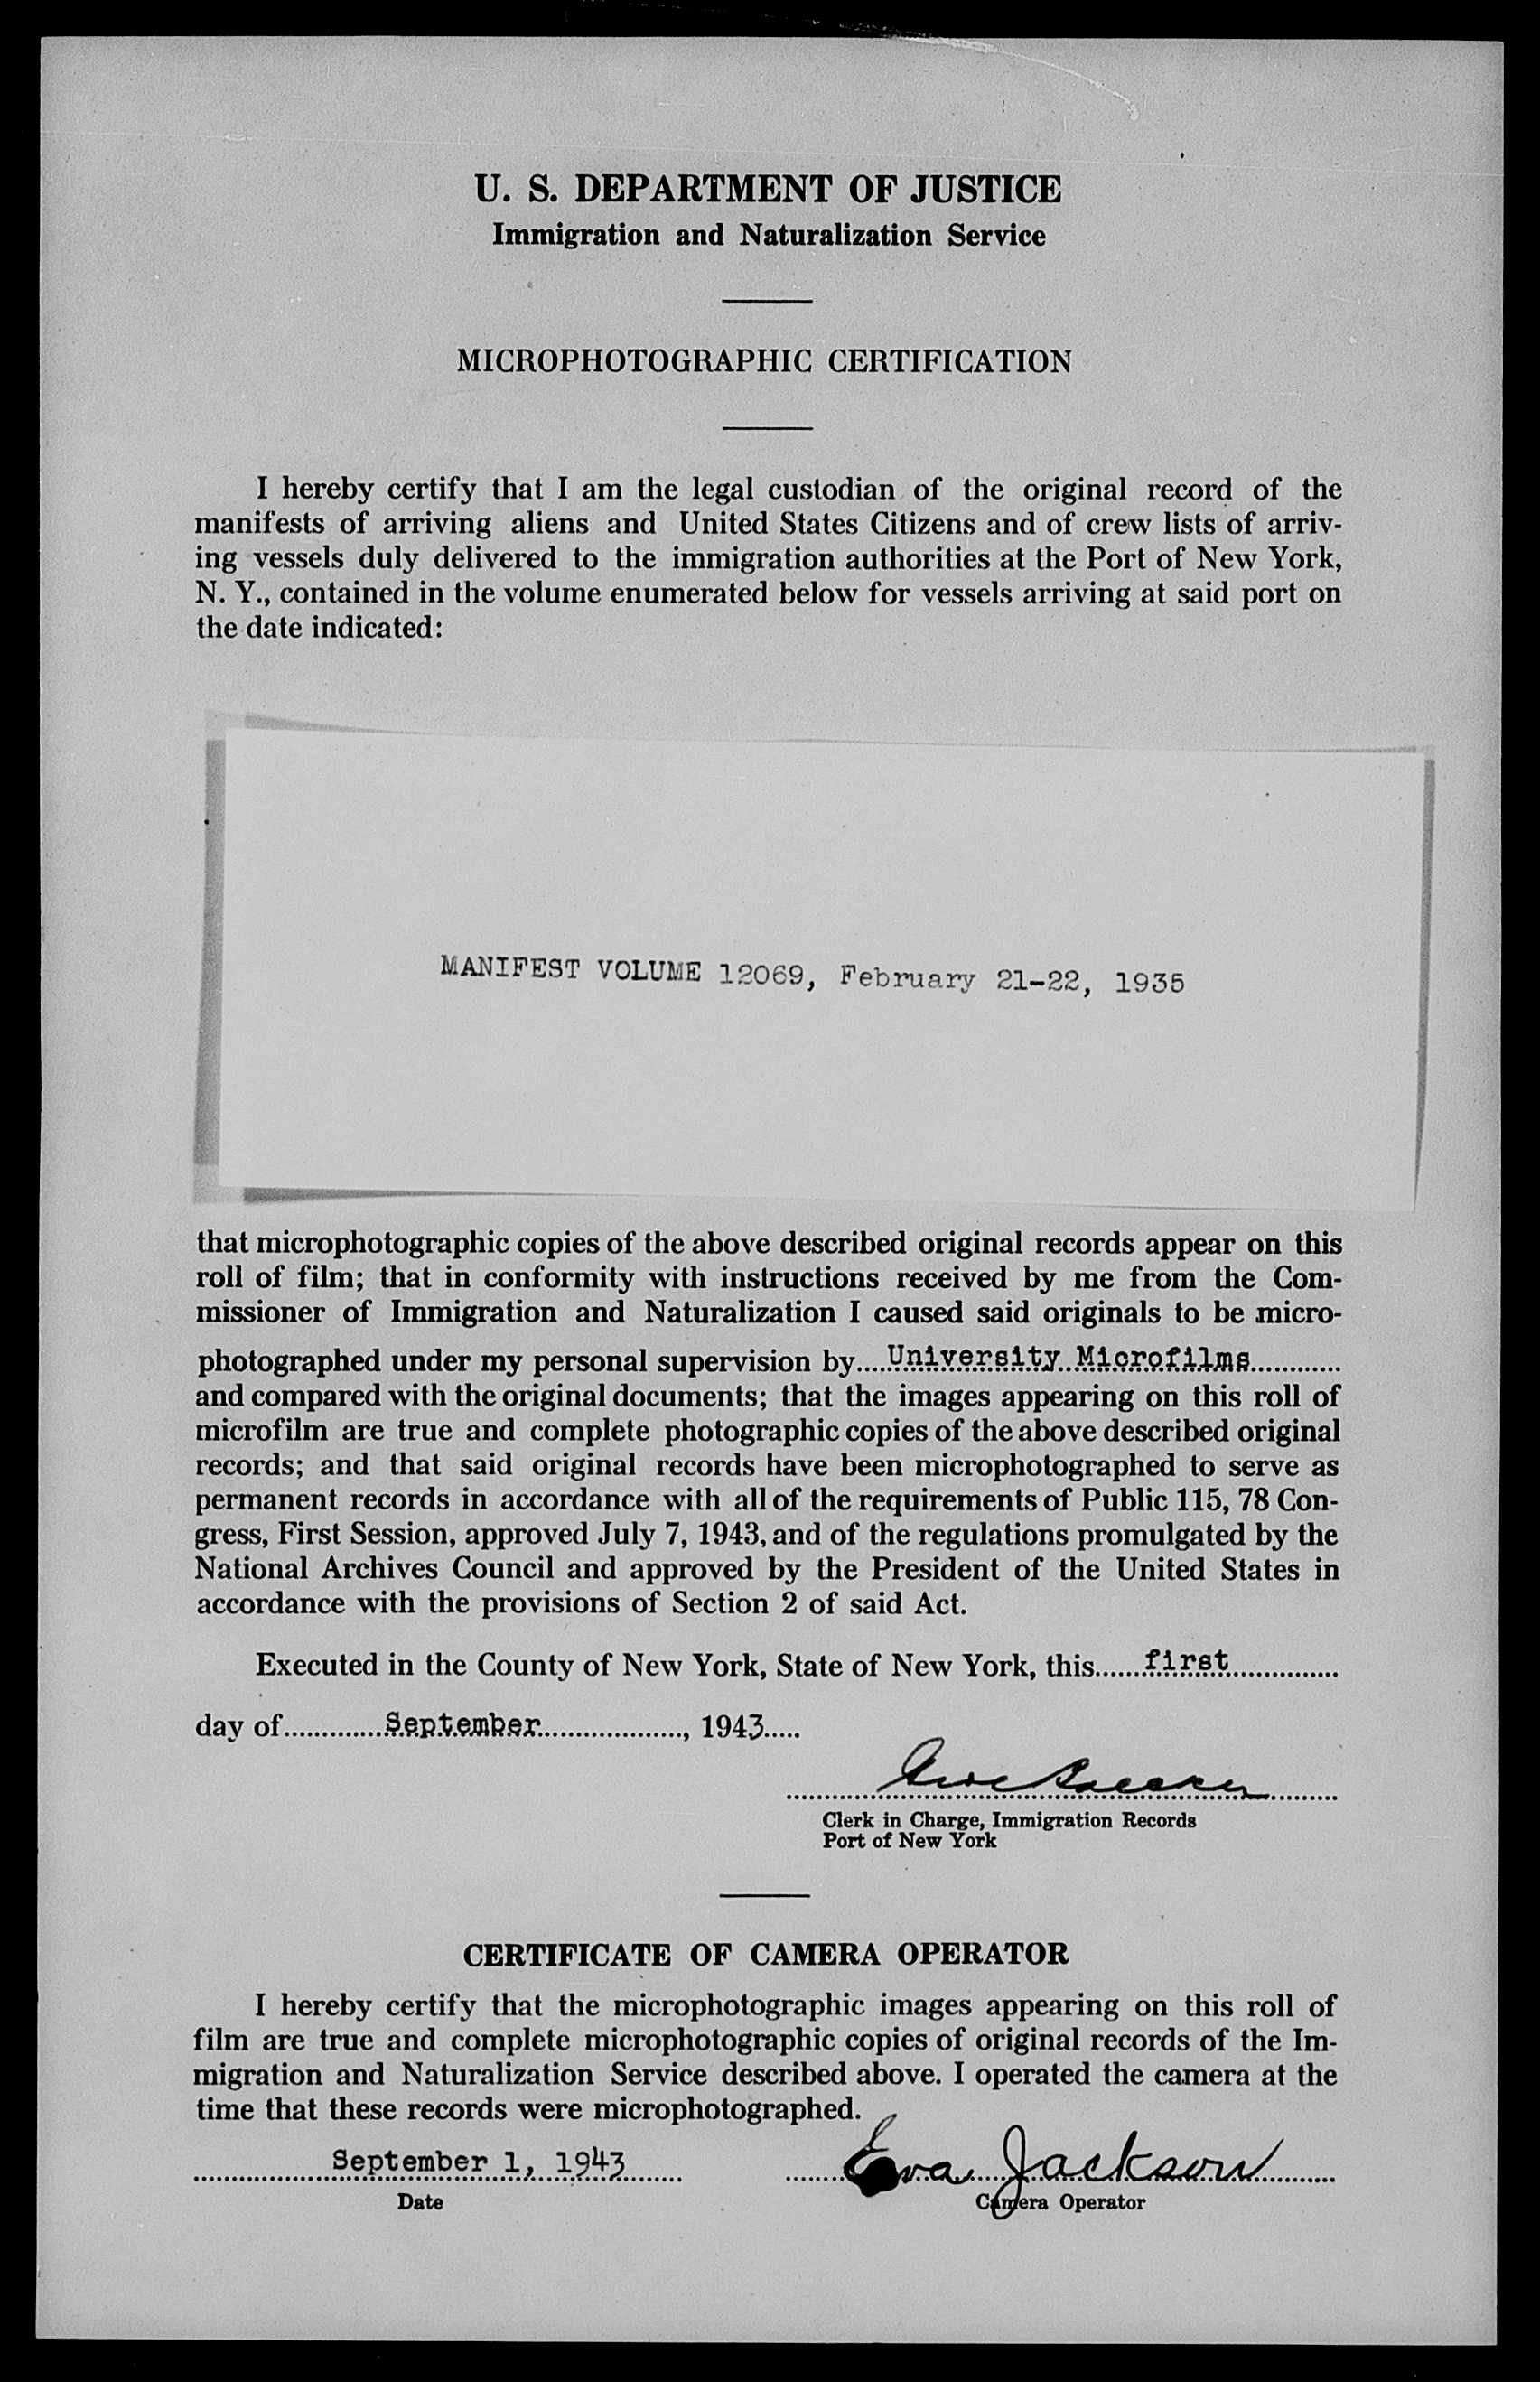 U. S. DEPARTMENT OF JUSTICE
Immigration and Naturalization Service
MICROPHOTOGRAPHIC CERTIFICATION
I hereby certify that I am the legal custodian of the original record of the
manifests of arriving aliens and United States Citizens and of crew lists of arriv-
ing vessels duly delivered to the immigration authorities at the Port of New York,
N. Y., contained in the volume enumerated below for vessels arriving at said port on
the date indicated:
MANIFEST VOLUME 12069, February 21-22, 1935
that microphotographic copies of the above described original records appear on this
roll of film; that in conformity with instructions received by me from the Com-
missioner of Immigration and Naturalization I caused said originals to be micro-
photographed under my personal supervision by....University Microfilms............
and compared with the original documents; that the images appearing on this roll of
microfilm are true and complete photographic copies of the above described original
records; and that said original records have been microphotographed to serve as
permanent records in accordance with all of the requirements of Public 115, 78 Con-
gress, First Session, approved July 7, 1943, and of the regulations promulgated by the
National Archives Council and approved by the President of the United States in
accordance with the provisions of Section 2 of said Act.
Executed in the County of New York, State of New York, this......first...............
day of.............September..................., 1943.....
Clerk in Charge, Immigration Records
Port of New York
CERTIFICATE OF CAMERA OPERATOR
I hereby certify that the microphotographic images appearing on this roll of
film are true and complete microphotographic copies of original records of the Im-
migration and Naturalization Service described above. I operated the camera at the
time that these records were microphotographed.
September 1, 1943 Eva Jackson
Date Camera Operator